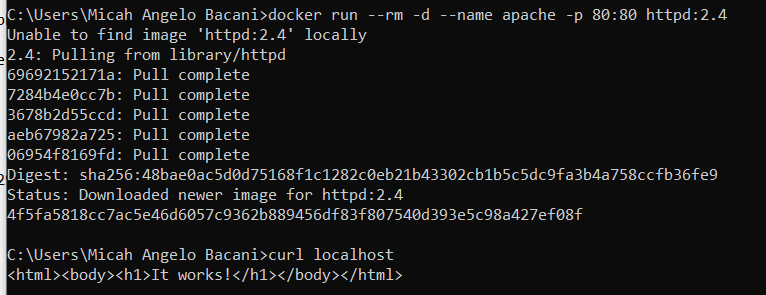 C:\Users\Micah Angelo Bacani>docker run --rm -d --name apache -p 80:80 httpd:2.4
Unable to find image 'httpd:2.4' locally
2.4: Pulling from library/httpd
69692152171a: Pull complete
7284b4e0cc7b: Pull complete
3678b2d55ccd: Pull complete
aeb67982a725: Pull complete
06954f8169fd: Pull complete
Digest: sha256:48bae0ac5d0d75168f1c1282c0eb21b43302cb1b5c5dc9fa3b4a758ccfb36fe9
Status: Downloaded newer image for httpd:2.4
4f5fa5818cc7ac5e46d6057c9362b889456df83f807540d393e5c98a427ef08f
C:\Users\Micah Angelo Bacani>curl localhost
<html><body><h1>It works!</h1></body></html>